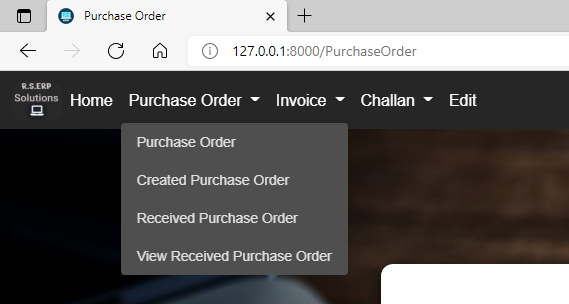 Purchase Order
127.0.0.1:8000/PurchaseOrder
R.S.ERP
Solutions
Home Purchase Order Invoice Challan Edit
Purchase Order
Created Purchase Order
Received Purchase Order
View Received Purchase Order